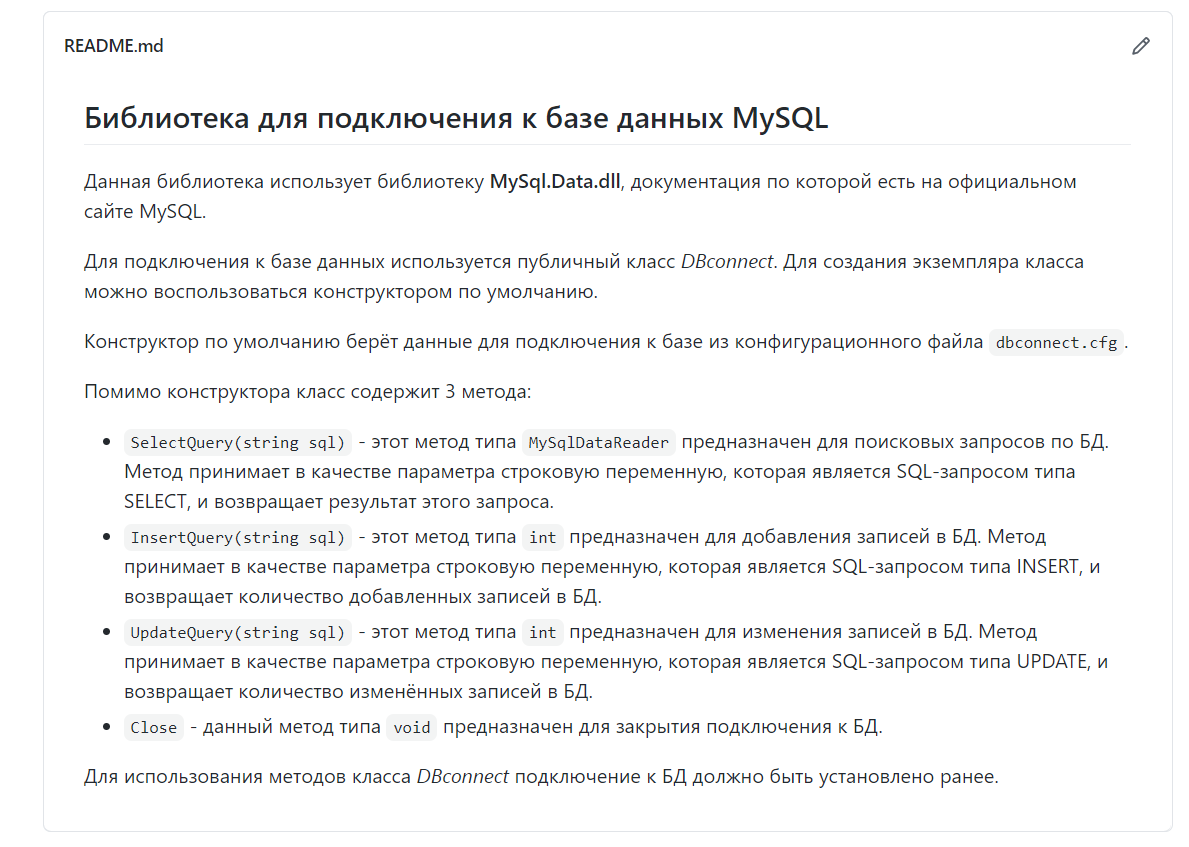 README.md
Библиотека для подключения к базе данных MySQL
Данная библиотека использует библиотеку MySql.Data.dll, документация по которой есть на официальном
сайте MySQL.
Для подключения к базе данных используется публичный класс DBconnect. Для создания экземпляра класса
можно воспользоваться конструктором по умолчанию.
Конструктор по умолчанию берёт данные для подключения к базе из конфигурационного файла dbconnect.cfg.
Помимо конструктора класс содержит 3 метода:
• SelectQuery(string sql) - этот метод типа MySqlDataReader предназначен для поисковых запросов по БД.
Метод принимает в качестве параметра строковую переменную, которая является SQL-запросом типа
SELECT, и возвращает результат этого запроса.
• InsertQuery(string sql) - этот метод типа int предназначен для добавления записей в БД. Метод
принимает в качестве параметра строковую переменную, которая является SQL-запросом типа INSERT, и
возвращает количество добавленных записей в БД.
• UpdateQuery(string sql) - этот метод типа int предназначен для изменения записей в БД. Метод
принимает в качестве параметра строковую переменную, которая является SQL-запросом типа UPDATE, и
возвращает количество изменённых записей в БД.
• Close - данный метод типа void предназначен для закрытия подключения к БД.
Для использования методов класса DBconnect подключение к БД должно быть установлено ранее.